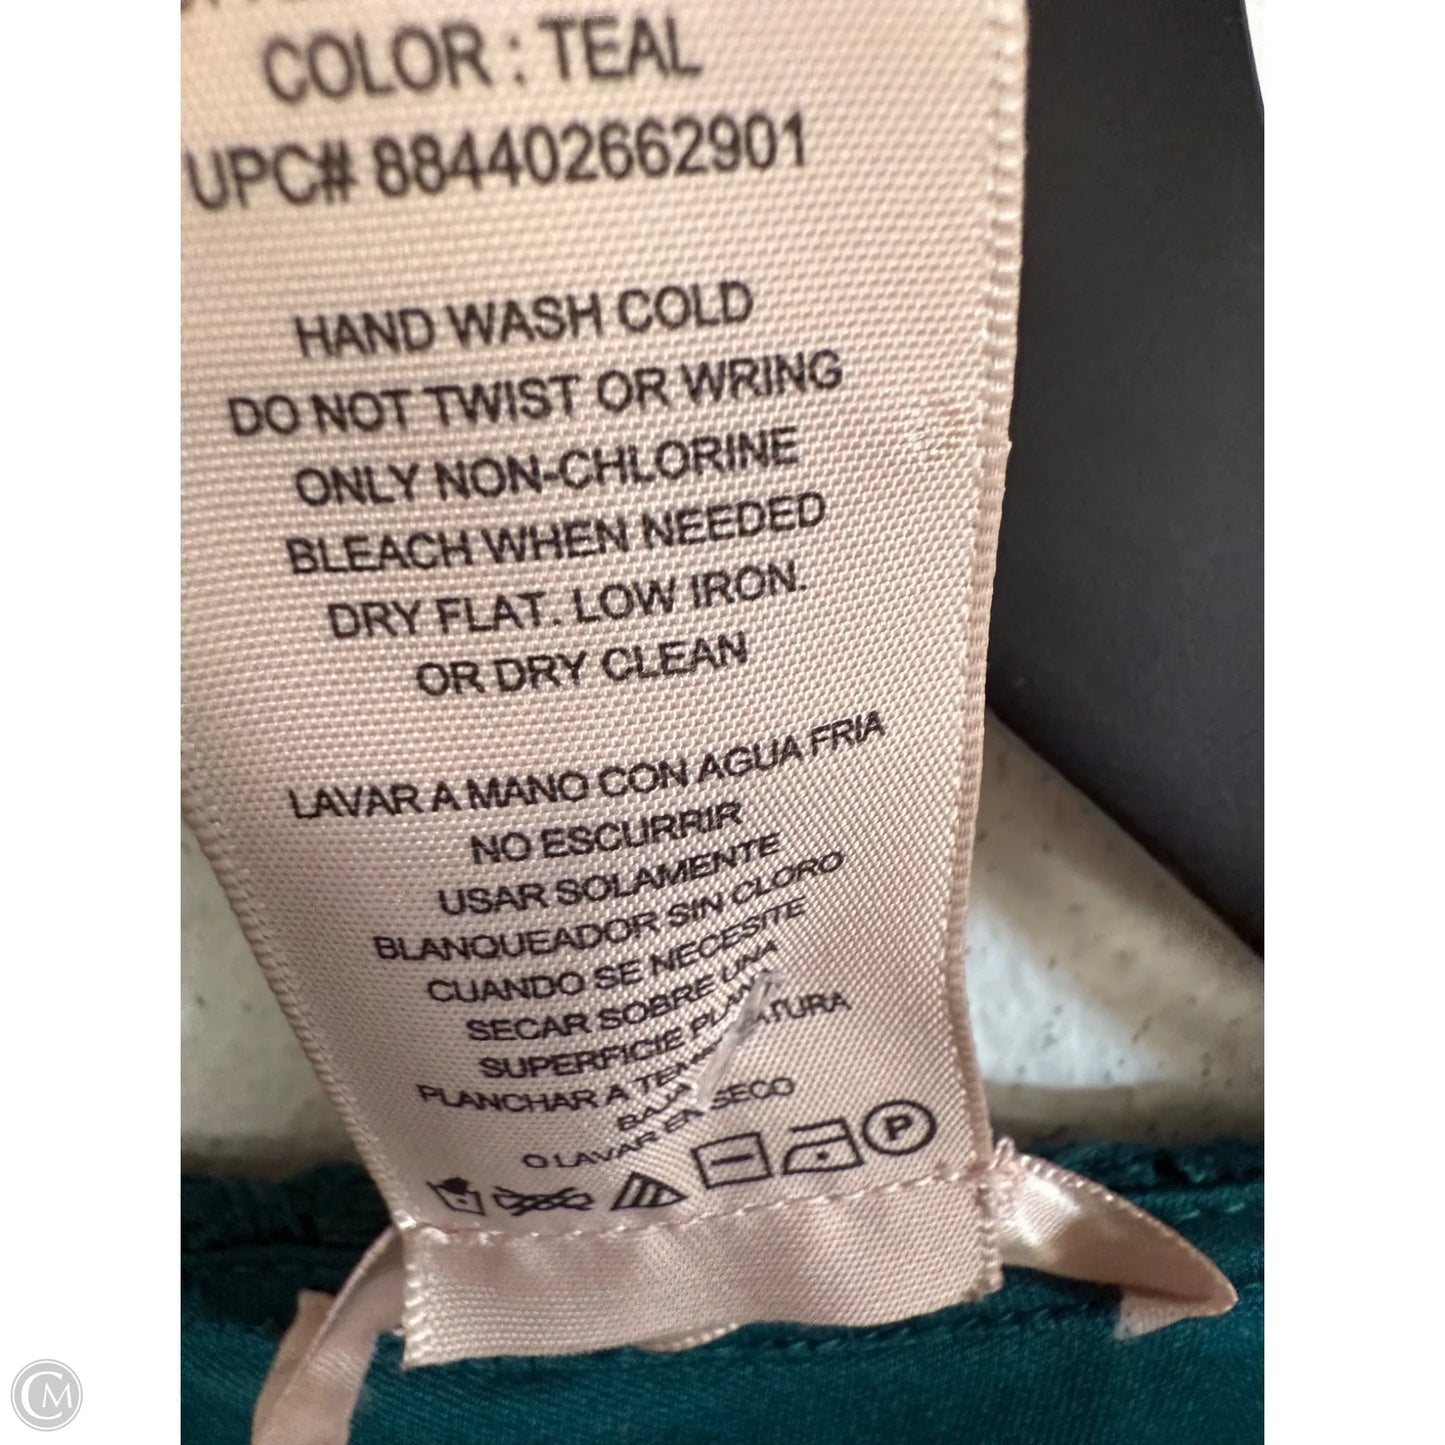 COLOR : TEAL
UPC# 884402662901
HAND WASH COLD
DO NOT TWIST OR WRING
ONLY NON-CHLORINE
BLEACH WHEN NEEDED
DRY FLAT. LOW IRON.
OR DRY CLEAN
LAVAR A MANO CON AGUA FRIA
NO ESCURRIR
USAR SOLAMENTE
BLANQUEADOR SIN CLORO
CUANDO SE NECESITE
SECAR SOBRE UNA
SUPERFICIE PLANA
PLANCHAR A
BAJA
O LAVAR EN SECO
P
CM